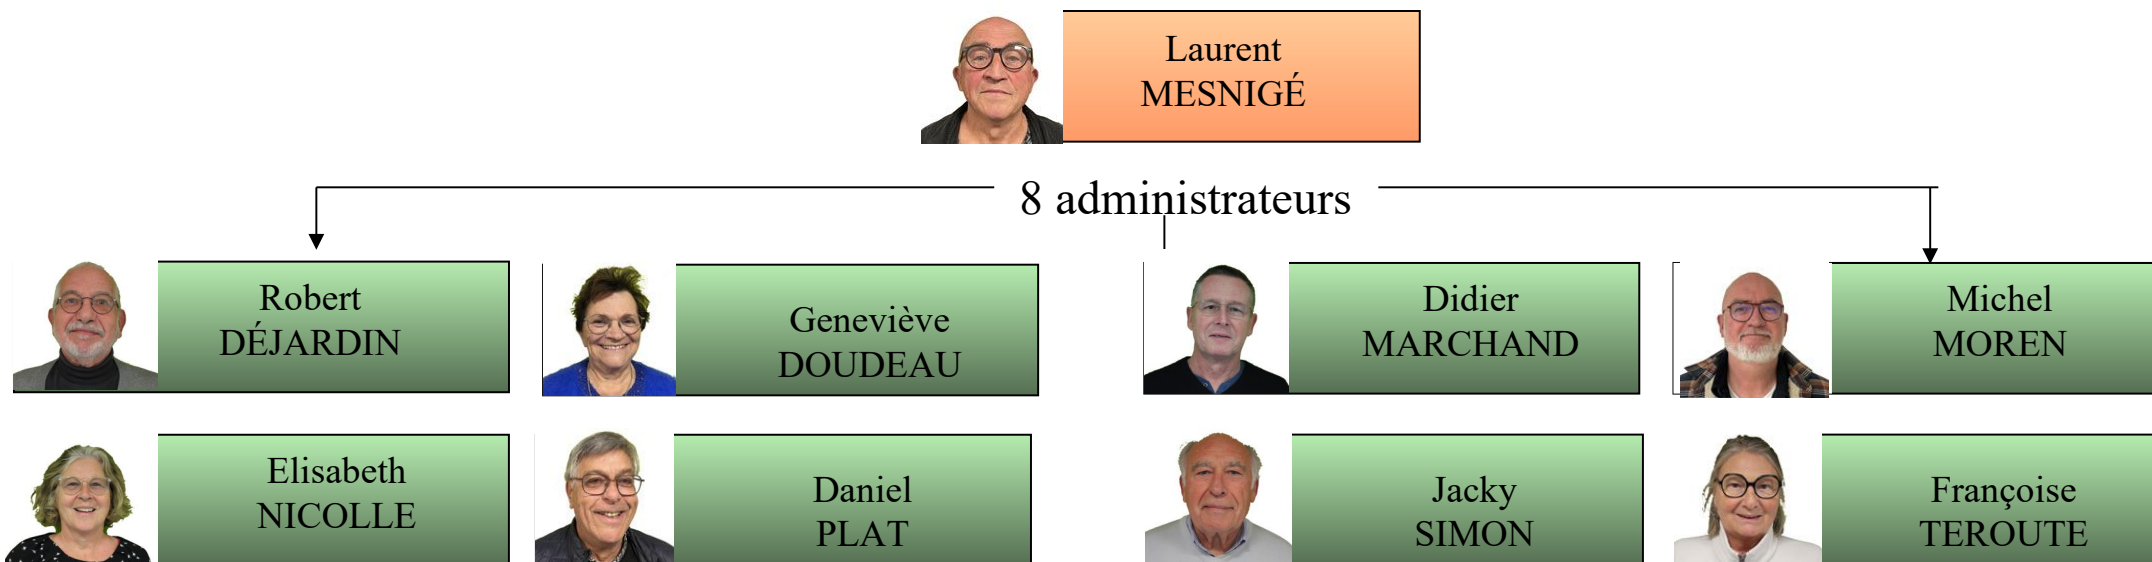 Laurent
MESNIGÉ
8 administrateurs
Robert
DÉJARDIN
Geneviève
DOUDEAU
Didier
MARCHAND
Michel
MOREN
Elisabeth
NICOLLE
Daniel
PLAT
Jacky
SIMON
Françoise
TEROUTE